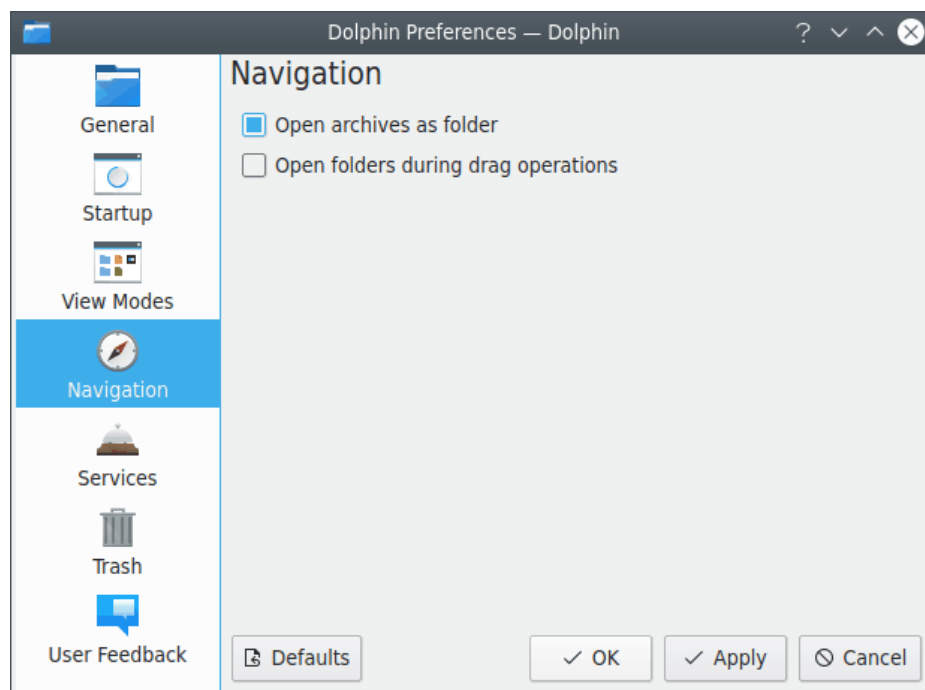 Dolphin Preferences — Dolphin
General
Startup
View Modes
Navigation
Services
Trash
User Feedback
Navigation
Open archives as folder
Open folders during drag operations
Defaults
OK
Apply
Cancel